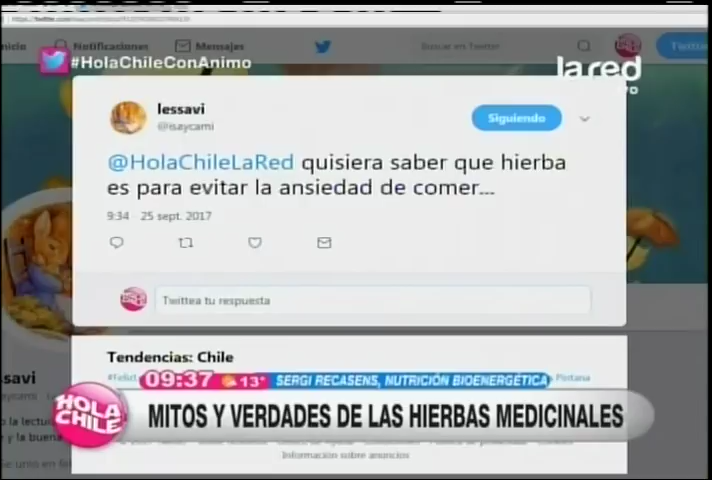 Notificaciones
Mensajes
Buscar en Twitter
#HolaChileConAnimo
la red
lessavi
@isaycami
Siguiendo
@HolaChileLaRed quisiera saber que hierba
es para evitar la ansiedad de comer...
9:34 25 sept. 2017
Twittea tu respuesta
Tendencias: Chile
09:37 13° SERGI RECASENS, NUTRICIÓN BIOENERGÉTICA
HOLA
CHILE
MITOS Y VERDADES DE LAS HIERBAS MEDICINALES
Información sobre anuncios